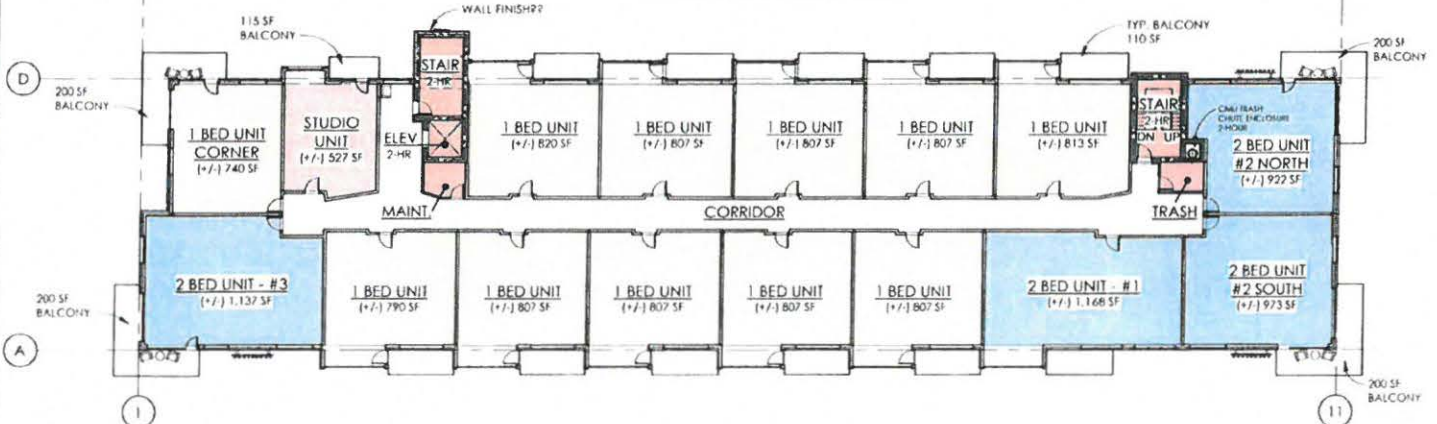 WALL FINISH??
115 SF
BALCONY
TYP. BALCONY
110 SF
200 SF
BALCONY
D
200 SF
BALCONY
STAIR
2-HR
1 BED UNIT
CORNER
(+/-) 740 SF
STUDIO
UNIT
(+/-) 527 SF
ELEV
2-HR
1 BED UNIT
(+/-) 820 SF
1 BED UNIT
(+/-) 807 SF
1 BED UNIT
(+/-) 807 SF
1 BED UNIT
(+/-) 807 SF
1 BED UNIT
(+/-) 813 SF
STAIR
2-HR
DN UP
CMU TRASH
CHUTE ENCLOSURE
2-HOUR
2 BED UNIT
#2 NORTH
(+/-) 922 SF
MAINT.
CORRIDOR
TRASH
200 SF
BALCONY
2 BED UNIT - #3
(+/-) 1,137 SF
1 BED UNIT
(+/-) 790 SF
1 BED UNIT
(+/-) 807 SF
1 BED UNIT
(+/-) 807 SF
1 BED UNIT
(+/-) 807 SF
1 BED UNIT
(+/-) 807 SF
2 BED UNIT - #1
(+/-) 1,168 SF
2 BED UNIT
#2 SOUTH
(+/-) 973 SF
A
200 SF
BALCONY
1
11